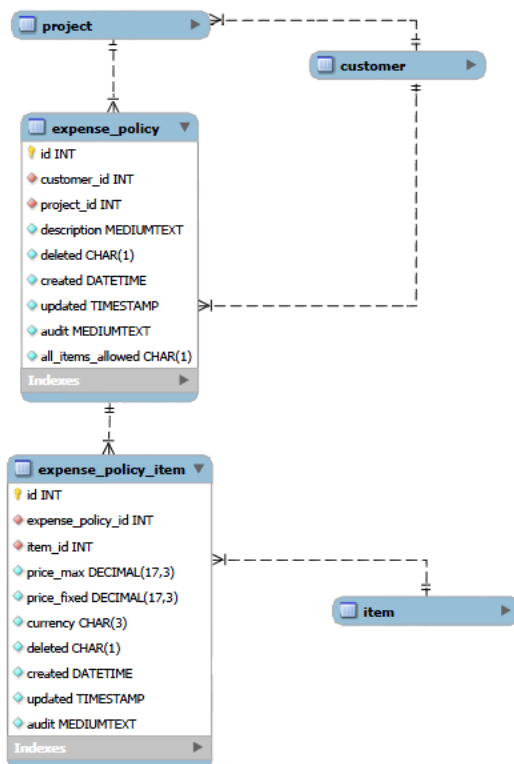 project
customer
expense_policy
id INT
customer_id INT
project_id INT
description MEDIUMTEXT
deleted CHAR(1)
created DATETIME
updated TIMESTAMP
audit MEDIUMTEXT
all_items_allowed CHAR(1)
Indexes
expense_policy_item
id INT
expense_policy_id INT
item_id INT
price_max DECIMAL(17,3)
price_fixed DECIMAL(17,3)
currency CHAR(3)
deleted CHAR(1)
created DATETIME
updated TIMESTAMP
audit MEDIUMTEXT
Indexes
item